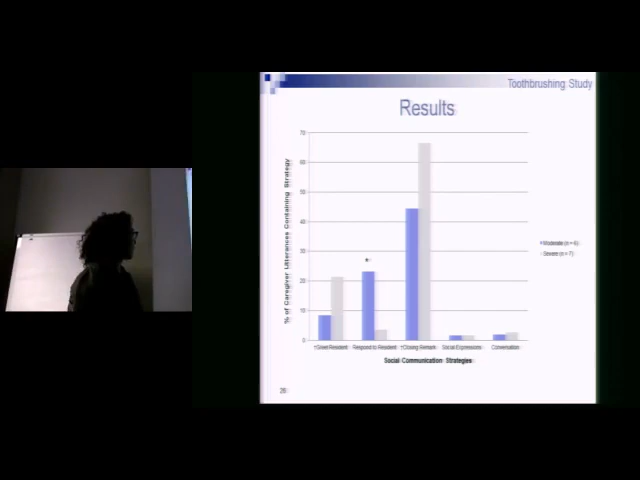 Toothbrushing Study
Results
70
60
50
40
30
20
10
0
% of Caregiver Utterances Containing Strategy
*
Moderate (n = 6)
Severe (n = 7)
†Greet Resident Respond to Resident †Closing Remark Social Expressions Conversation
Social Communication Strategies
26